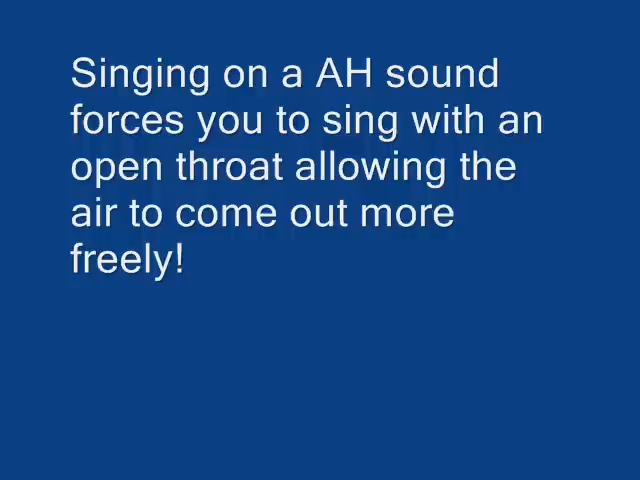 Singing on a AH sound
forces you to sing with an
open throat allowing the
air to come out more
freely!